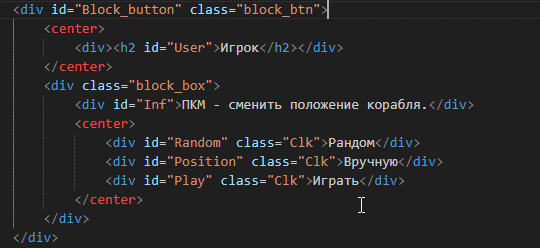 <div id="Block_button" class="block_btn">
<center>
<div><h2 id="User">Игрок</h2></div>
</center>
<div class="block_box">
<div id="Inf">ПКМ - сменить положение корабля.</div>
<center>
<div id="Random" class="Clk">Рандом</div>
<div id="Position" class="Clk">Вручную</div>
<div id="Play" class="Clk">Играть</div>
</center>
</div>
</div>